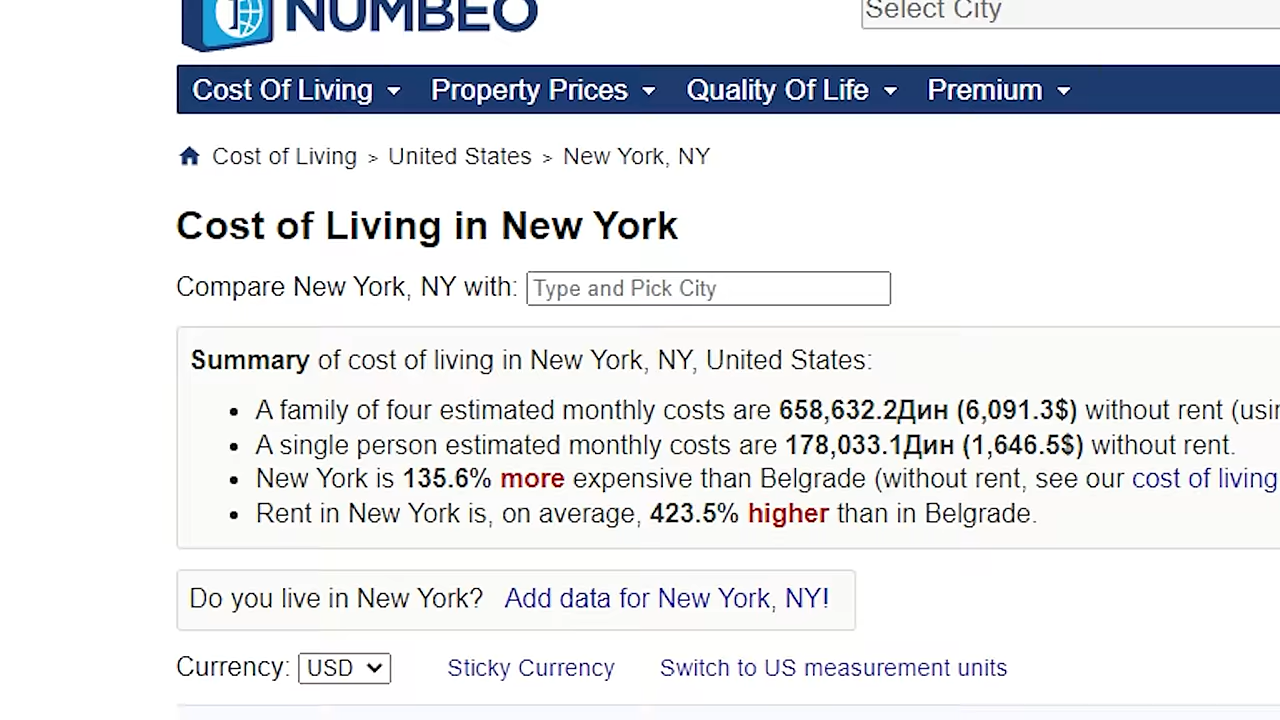 NUMBEO
Select City
Cost Of Living Property Prices Quality Of Life Premium
Cost of Living > United States > New York, NY
Cost of Living in New York
Compare New York, NY with: Type and Pick City
Summary of cost of living in New York, NY, United States:
• A family of four estimated monthly costs are 658,632.2Дин (6,091.3$) without rent
• A single person estimated monthly costs are 178,033.1Дин (1,646.5$) without rent.
• New York is 135.6% more expensive than Belgrade (without rent, see our cost of living
• Rent in New York is, on average, 423.5% higher than in Belgrade.
Do you live in New York? Add data for New York, NY!
Currency: USD Sticky Currency Switch to US measurement units